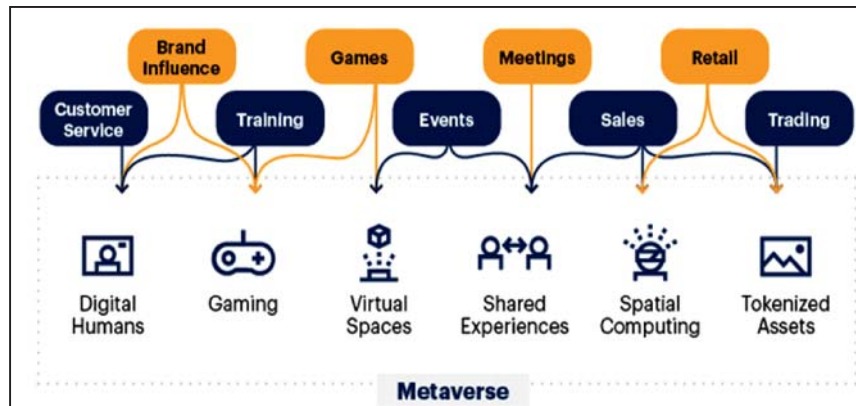 Brand
Influence
Games
Meetings
Retail
Customer
Service
Training
Events
Sales
Trading
Digital
Humans
Gaming
Virtual
Spaces
Shared
Experiences
Spatial
Computing
Tokenized
Assets
Metaverse